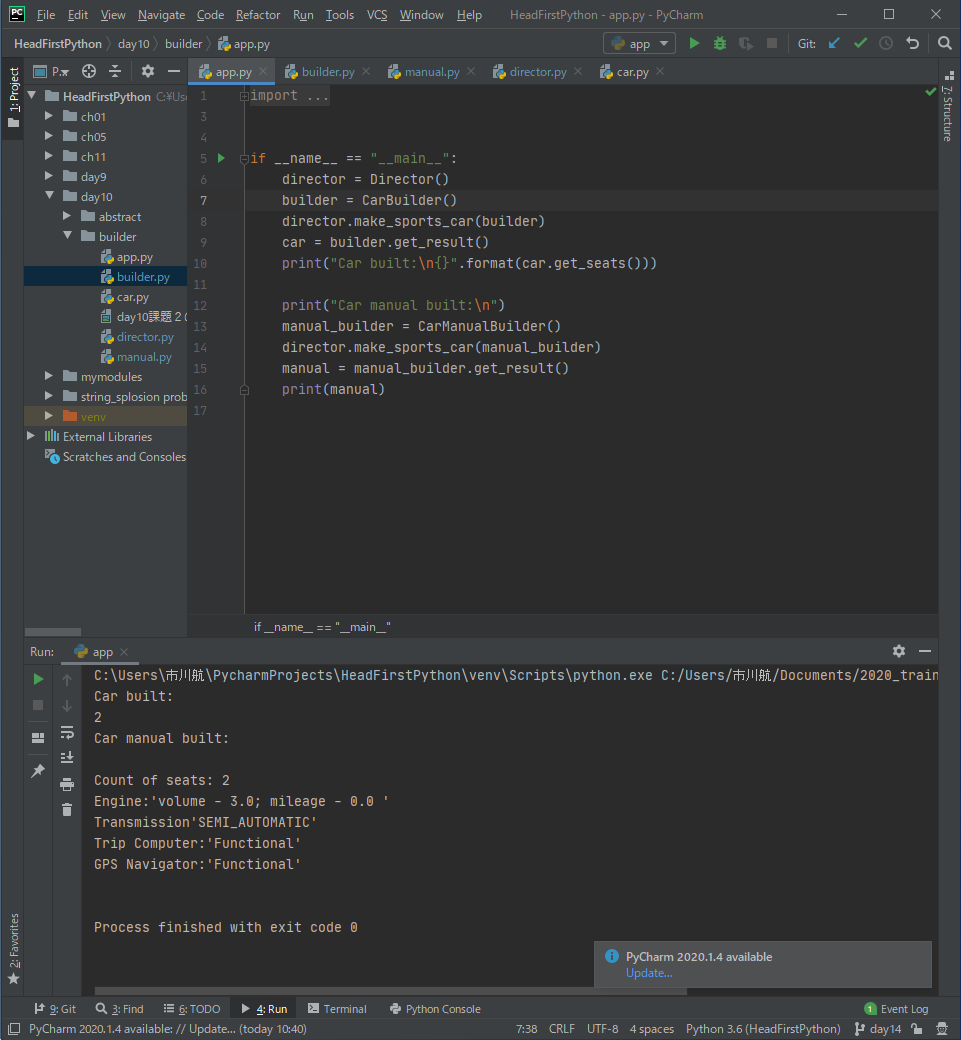 PC File Edit View Navigate Code Refactor Run Tools VCS Window Help HeadFirstPython - app.py - PyCharm
HeadFirstPython day10 builder app.py app Git:
P... app.py builder.py manual.py director.py car.py
1: Project
7: Structure
2: Favorites
HeadFirstPython C:¥Use
ch01
ch05
ch11
day9
day10
abstract
builder
app.py
builder.py
car.py
day10課題２の
director.py
manual.py
mymodules
string_splosion prob
venv
External Libraries
Scratches and Consoles
1 import ...
3
4
5 if __name__ == "__main__":
6 director = Director()
7 builder = CarBuilder()
8 director.make_sports_car(builder)
9 car = builder.get_result()
10 print("Car built:\n{}".format(car.get_seats()))
11
12 print("Car manual built:\n")
13 manual_builder = CarManualBuilder()
14 director.make_sports_car(manual_builder)
15 manual = manual_builder.get_result()
16 print(manual)
17
if __name__ == "__main__"
Run: app
C:\Users\市川航\PycharmProjects\HeadFirstPython\venv\Scripts\python.exe C:/Users/市川航/Documents/2020_train
Car built:
2
Car manual built:
Count of seats: 2
Engine:'volume - 3.0; mileage - 0.0 '
Transmission'SEMI_AUTOMATIC'
Trip Computer:'Functional'
GPS Navigator:'Functional'
Process finished with exit code 0
PyCharm 2020.1.4 available
Update...
9: Git 3: Find 6: TODO 4: Run Terminal Python Console 1 Event Log
PyCharm 2020.1.4 available: // Update... (today 10:40) 7:38 CRLF UTF-8 4 spaces Python 3.6 (HeadFirstPython) day14